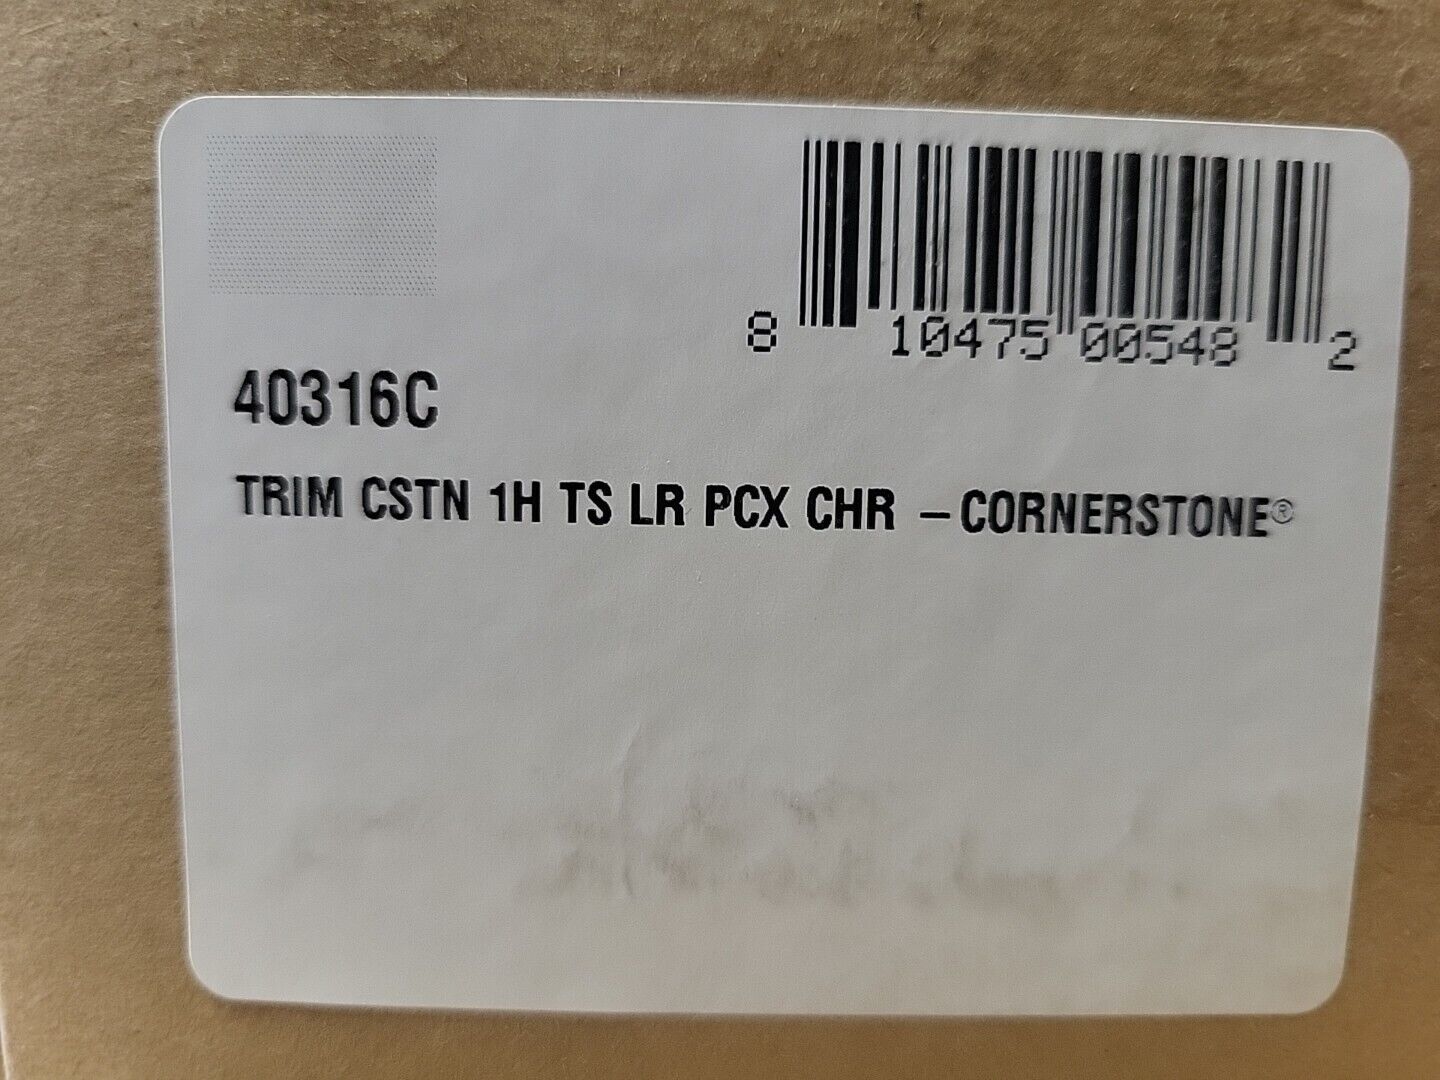 8 10475 00548 2
40316C
TRIM CSTN 1H TS LR PCX CHR – CORNERSTONE®